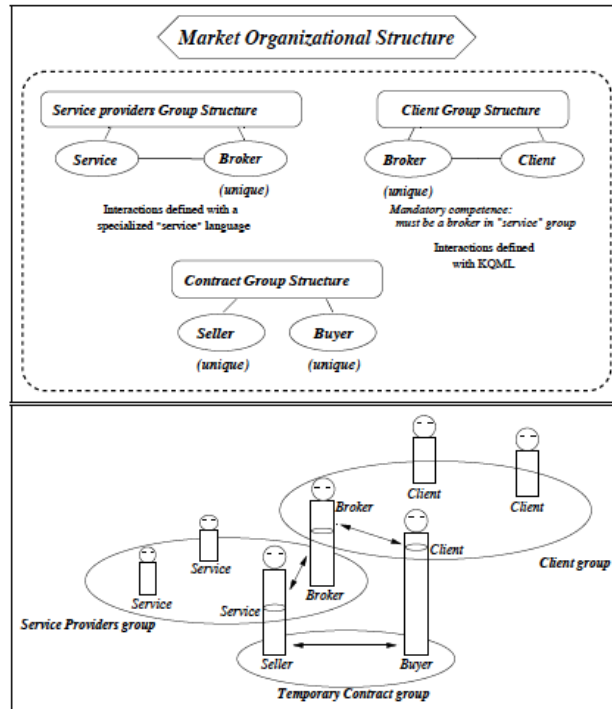 Market Organizational Structure
Service providers Group Structure
Service
Broker
(unique)
Interactions defined with a
specialized "service" language
Client Group Structure
Broker
Client
(unique)
Mandatory competence:
must be a broker in "service" group
Interactions defined
with KQML
Contract Group Structure
Seller
Buyer
(unique)
(unique)
Client
Client
Broker
Client
Client group
Service
Service
Broker
Service
Service Providers group
Seller
Buyer
Temporary Contract group